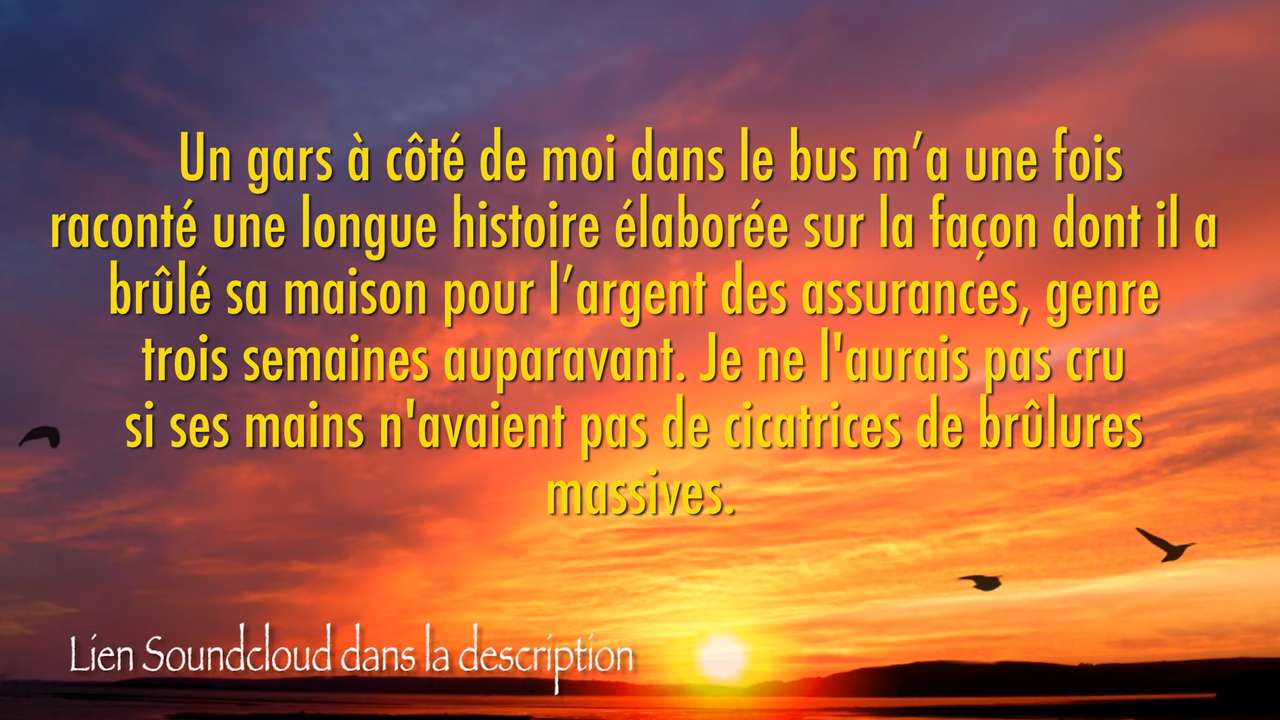 Un gars à côté de moi dans le bus m’a une fois
raconté une longue histoire élaborée sur la façon dont il a
brûlé sa maison pour l’argent des assurances, genre
trois semaines auparavant. Je ne l'aurais pas cru
si ses mains n'avaient pas de cicatrices de brûlures
massives.
Lien Soundcloud dans la description